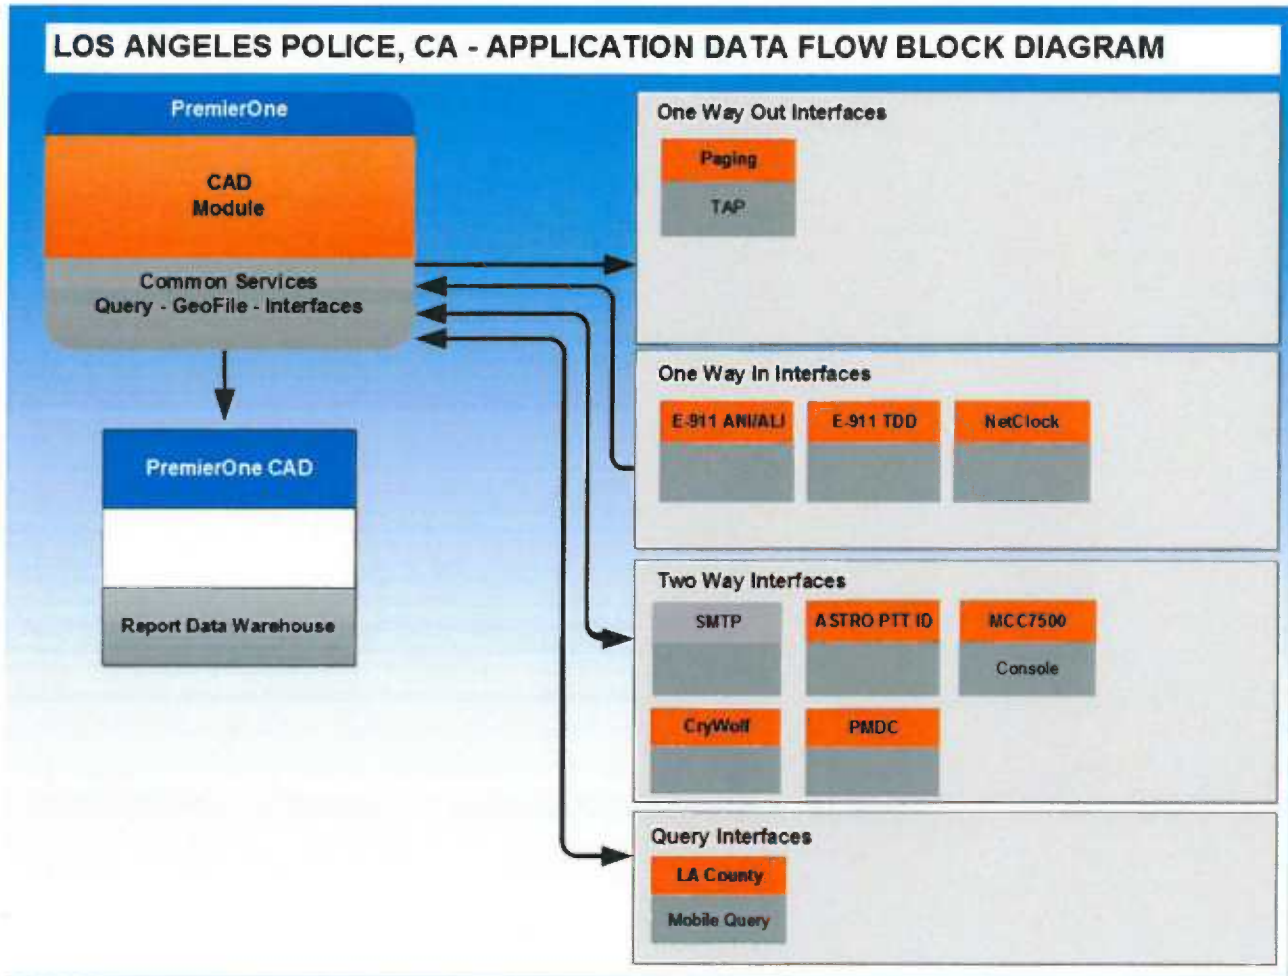 LOS ANGELES POLICE, CA - APPLICATION DATA FLOW BLOCK DIAGRAM
PremierOne
CAD
Module
Common Services
Query - GeoFile - Interfaces
PremierOne CAD
Report Data Warehouse
One Way Out Interfaces
Paging
TAP
One Way In Interfaces
E-911 ANI/ALI
E-911 TDD
NetClock
Two Way Interfaces
SMTP
ASTRO PTT ID
MCC7500
Console
CryWolf
PMDC
Query Interfaces
LA County
Mobile Query